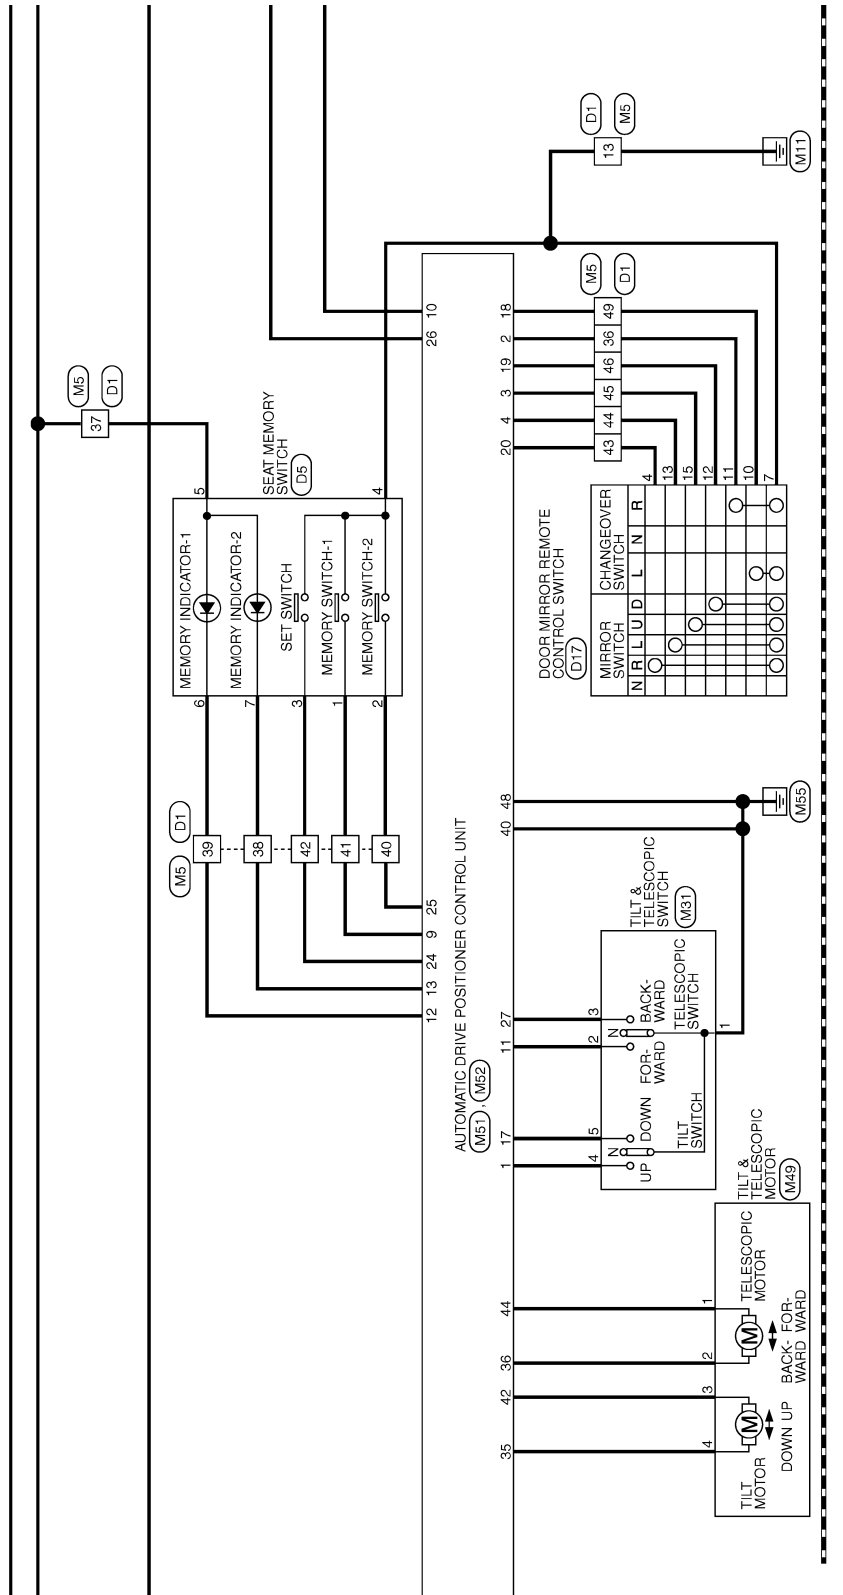 D1
M5
13
M11
M5
D1
37
10
26
18
2
19
3
4
20
M5
D1
49
36
46
45
44
43
SEAT MEMORY
SWITCH
D5
5
4
MEMORY INDICATOR-1
MEMORY INDICATOR-2
SET SWITCH
MEMORY SWITCH-1
MEMORY SWITCH-2
6
7
3
1
2
M5
D1
39
38
42
41
40
25
9
24
13
12
DOOR MIRROR REMOTE
CONTROL SWITCH
D17
MIRROR
SWITCH
CHANGEOVER
SWITCH
N R L U D L N R
4
13
15
12
11
10
7
AUTOMATIC DRIVE POSITIONER CONTROL UNIT
M51 , M52
48
40
M55
TILT &
TELESCOPIC
SWITCH
M31
27
11
17
1
3
2
5
4
1
BACK-
WARD
N
FOR-
WARD
TELESCOPIC
SWITCH
DOWN
N
UP
TILT
SWITCH
TILT &
TELESCOPIC
MOTOR
M49
44
36
42
35
1
2
3
4
TELESCOPIC
MOTOR
M
BACK- FOR-
WARD WARD
TILT
MOTOR
M
DOWN UP